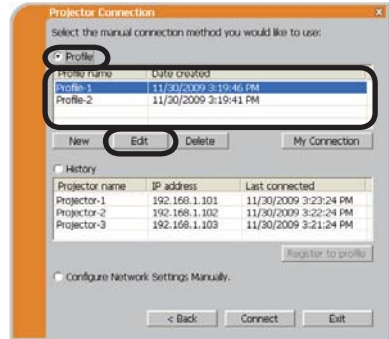 Projector Connection
Select the manual connection method you would like to use:
Profile
Profile name Date created
Profile-1 11/30/2009 3:19:46 PM
Profile-2 11/30/2009 3:19:41 PM
New Edit Delete My Connection
History
Projector name IP address Last connected
Projector-1 192.168.1.101 11/30/2009 3:23:24 PM
Projector-2 192.168.1.102 11/30/2009 3:22:24 PM
Projector-3 192.168.1.103 11/30/2009 3:21:24 PM
Register to profile
Configure Network Settings Manually.
< Back Connect Exit